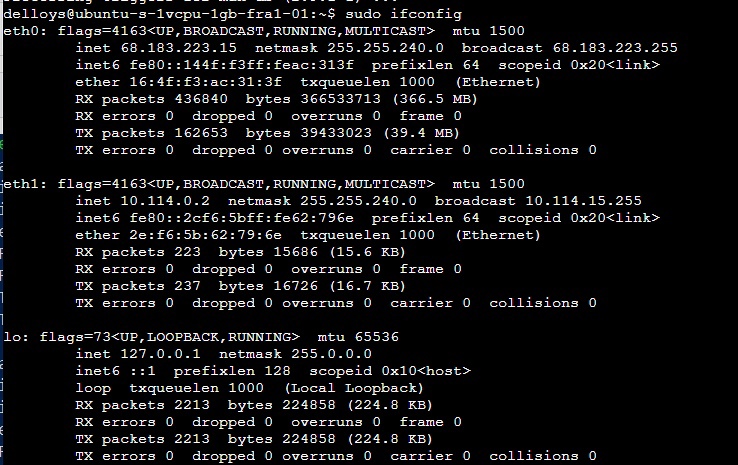 delloys@ubuntu-s-1vcpu-1gb-fra1-01:~$ sudo ifconfig
eth0: flags=4163<UP,BROADCAST,RUNNING,MULTICAST>  mtu 1500
        inet 68.183.223.15  netmask 255.255.240.0  broadcast 68.183.223.255
        inet6 fe80::144f:f3ff:feac:313f  prefixlen 64  scopeid 0x20<link>
        ether 16:4f:f3:ac:31:3f  txqueuelen 1000  (Ethernet)
        RX packets 436840  bytes 366533713 (366.5 MB)
        RX errors 0  dropped 0  overruns 0  frame 0
        TX packets 162653  bytes 39433023 (39.4 MB)
        TX errors 0  dropped 0 overruns 0  carrier 0  collisions 0

eth1: flags=4163<UP,BROADCAST,RUNNING,MULTICAST>  mtu 1500
        inet 10.114.0.2  netmask 255.255.240.0  broadcast 10.114.15.255
        inet6 fe80::2cf6:5bff:fe62:796e  prefixlen 64  scopeid 0x20<link>
        ether 2e:f6:5b:62:79:6e  txqueuelen 1000  (Ethernet)
        RX packets 223  bytes 15686 (15.6 KB)
        RX errors 0  dropped 0  overruns 0  frame 0
        TX packets 237  bytes 16726 (16.7 KB)
        TX errors 0  dropped 0 overruns 0  carrier 0  collisions 0

lo: flags=73<UP,LOOPBACK,RUNNING>  mtu 65536
        inet 127.0.0.1  netmask 255.0.0.0
        inet6 ::1  prefixlen 128  scopeid 0x10<host>
        loop  txqueuelen 1000  (Local Loopback)
        RX packets 2213  bytes 224858 (224.8 KB)
        RX errors 0  dropped 0  overruns 0  frame 0
        TX packets 2213  bytes 224858 (224.8 KB)
        TX errors 0  dropped 0 overruns 0  carrier 0  collisions 0